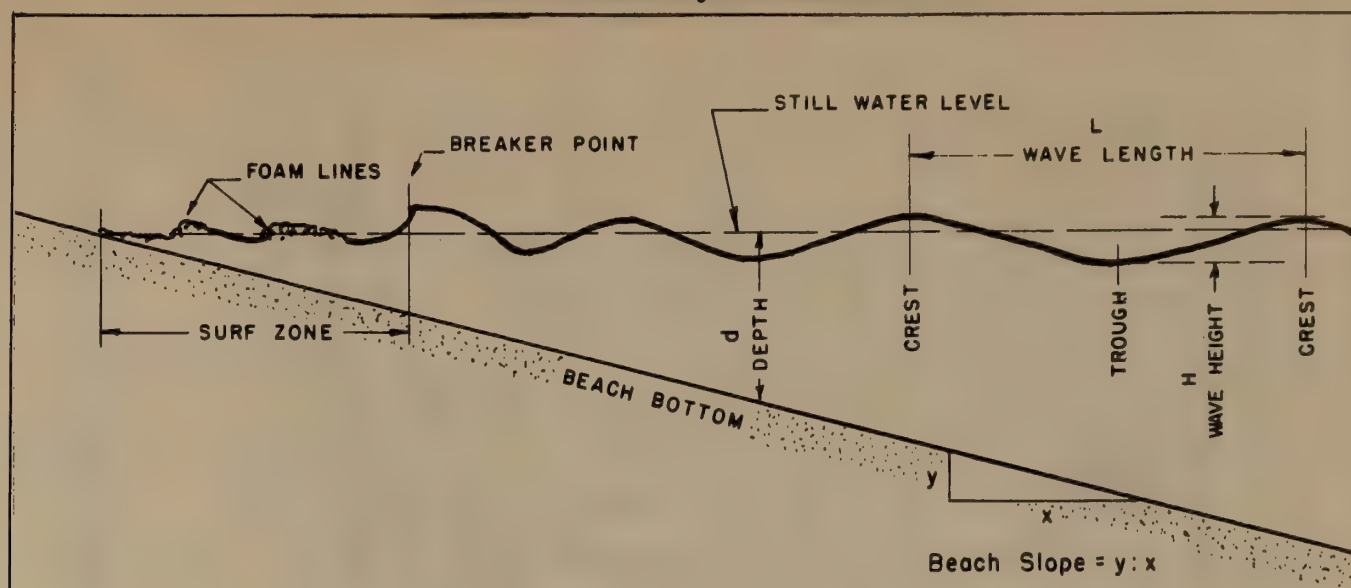 STILL WATER LEVEL
L
WAVE LENGTH
BREAKER POINT
FOAM LINES
SURF ZONE
d
DEPTH
CREST
TROUGH
H
WAVE HEIGHT
CREST
BEACH BOTTOM
y
x
Beach Slope = y:x